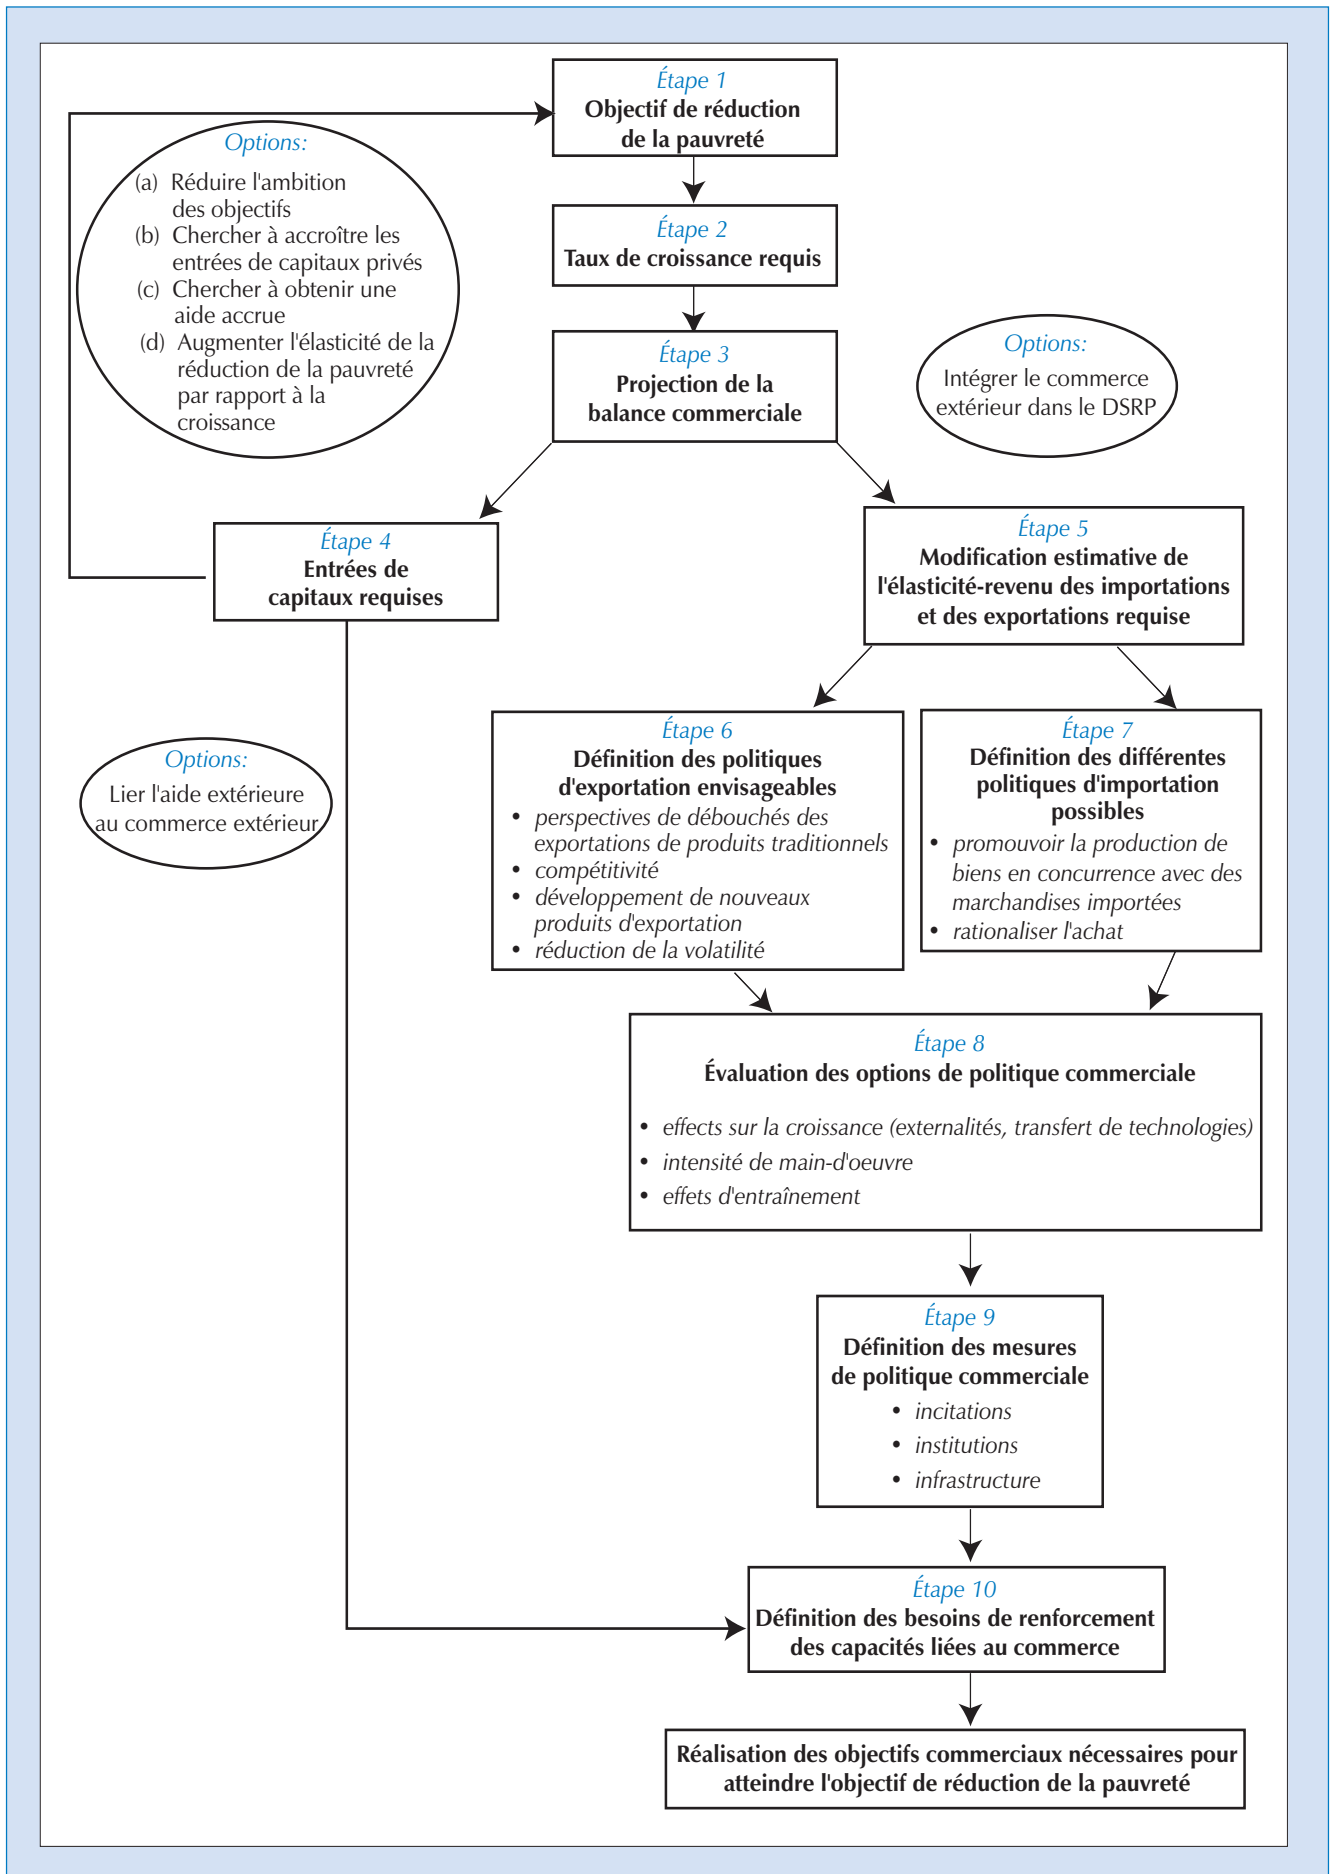 Étape 1
Objectif de réduction
de la pauvreté
Options:
(a) Réduire l'ambition
des objectifs
(b) Chercher à accroître les
entrées de capitaux privés
(c) Chercher à obtenir une
aide accrue
(d) Augmenter l'élasticité de la
réduction de la pauvreté
par rapport à la
croissance
Étape 2
Taux de croissance requis
Étape 3
Projection de la
balance commerciale
Options:
Intégrer le commerce
extérieur dans le DSRP
Étape 4
Entrées de
capitaux requises
Étape 5
Modification estimative de
l'élasticité-revenu des importations
et des exportations requise
Options:
Lier l'aide extérieure
au commerce extérieur
Étape 6
Définition des politiques
d'exportation envisageables
• perspectives de débouchés des
exportations de produits traditionnels
• compétitivité
• développement de nouveaux
produits d'exportation
• réduction de la volatilité
Étape 7
Définition des différentes
politiques d'importation
possibles
• promouvoir la production de
biens en concurrence avec des
marchandises importées
• rationaliser l'achat
Étape 8
Évaluation des options de politique commerciale
• effects sur la croissance (externalités, transfert de technologies)
• intensité de main-d'oeuvre
• effets d'entraînement
Étape 9
Définition des mesures
de politique commerciale
• incitations
• institutions
• infrastructure
Étape 10
Définition des besoins de renforcement
des capacités liées au commerce
Réalisation des objectifs commerciaux nécessaires pour
atteindre l'objectif de réduction de la pauvreté